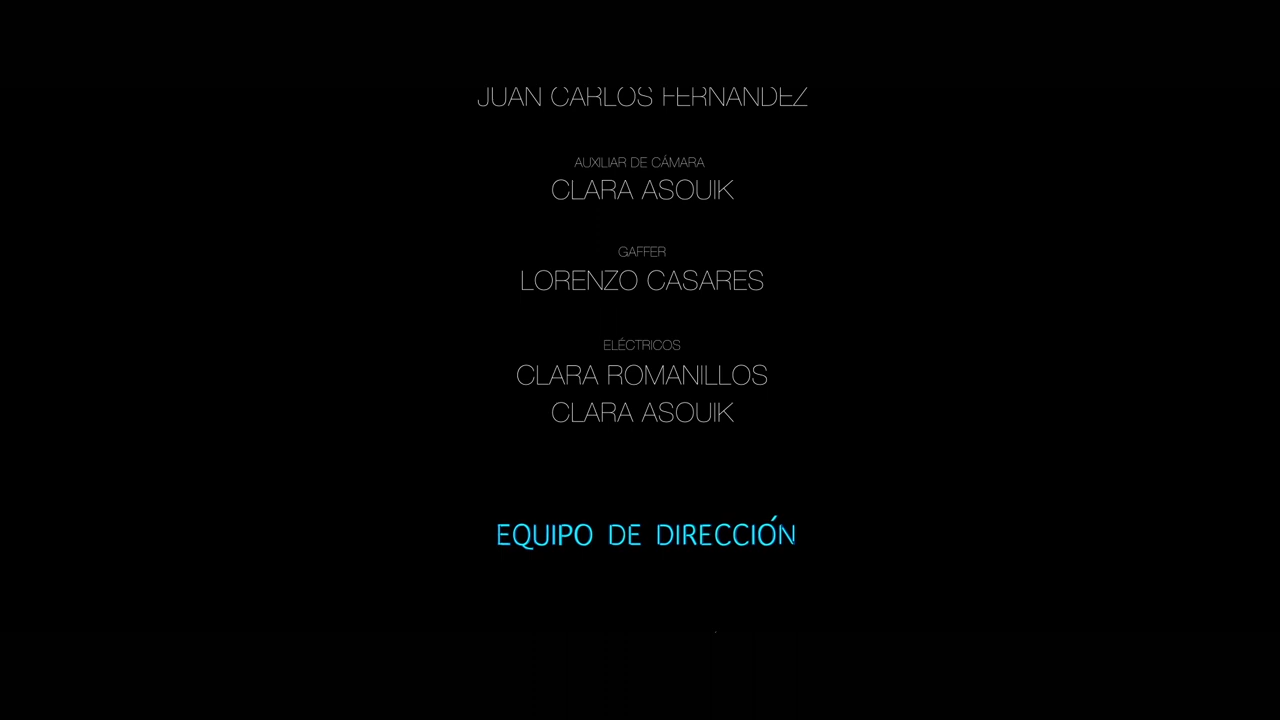 JUAN CARLOS FERNANDEZ
AUXILIAR DE CÁMARA
CLARA ASOUIK
GAFFER
LORENZO CASARES
ELÉCTRICOS
CLARA ROMANILLOS
CLARA ASOUIK
EQUIPO DE DIRECCIÓN